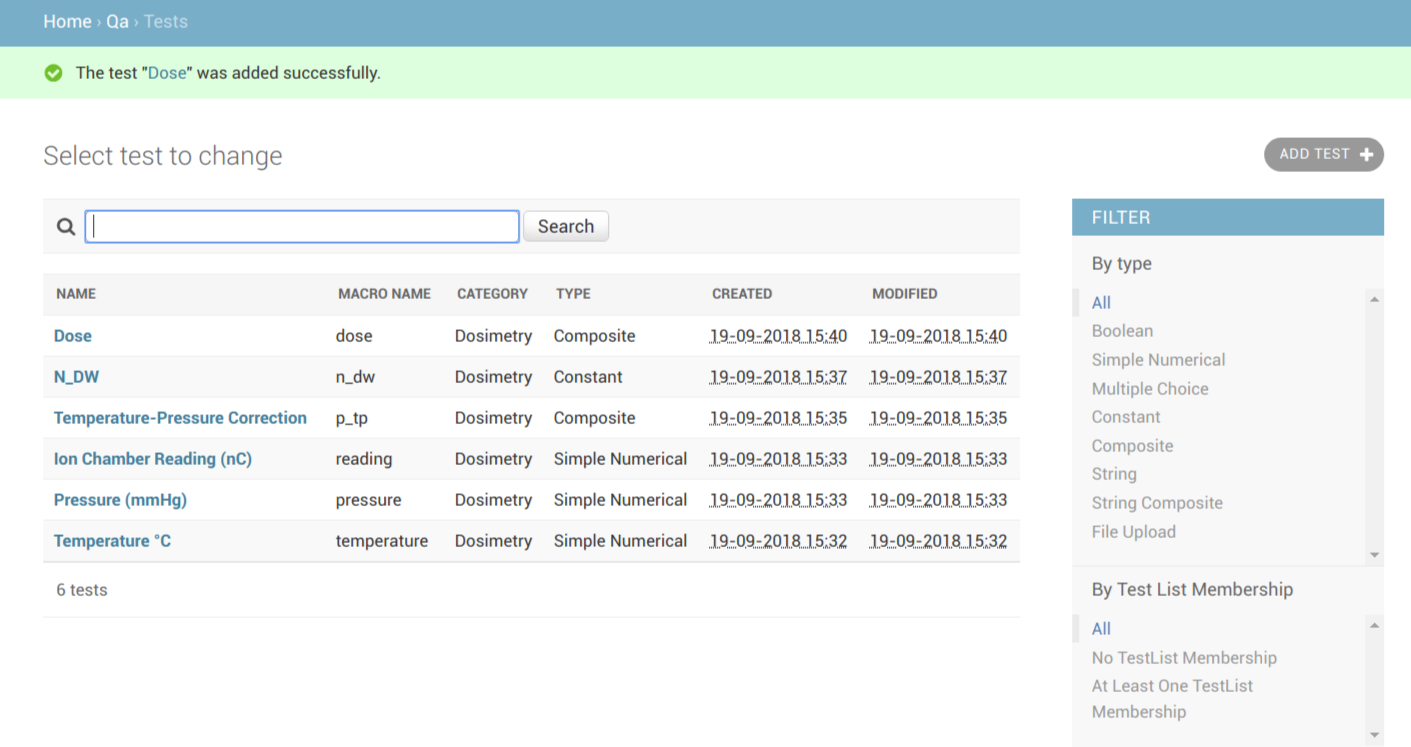 Home › Qa › Tests
The test "Dose" was added successfully.
Select test to change
ADD TEST
Search
NAME MACRO NAME CATEGORY TYPE CREATED MODIFIED
Dose dose Dosimetry Composite 19-09-2018 15:40 19-09-2018 15:40
N_DW n_dw Dosimetry Constant 19-09-2018 15:37 19-09-2018 15:37
Temperature-Pressure Correction p_tp Dosimetry Composite 19-09-2018 15:35 19-09-2018 15:35
Ion Chamber Reading (nC) reading Dosimetry Simple Numerical 19-09-2018 15:33 19-09-2018 15:33
Pressure (mmHg) pressure Dosimetry Simple Numerical 19-09-2018 15:33 19-09-2018 15:33
Temperature °C temperature Dosimetry Simple Numerical 19-09-2018 15:32 19-09-2018 15:32
6 tests
FILTER
By type
All
Boolean
Simple Numerical
Multiple Choice
Constant
Composite
String
String Composite
File Upload
By Test List Membership
All
No TestList Membership
At Least One TestList
Membership